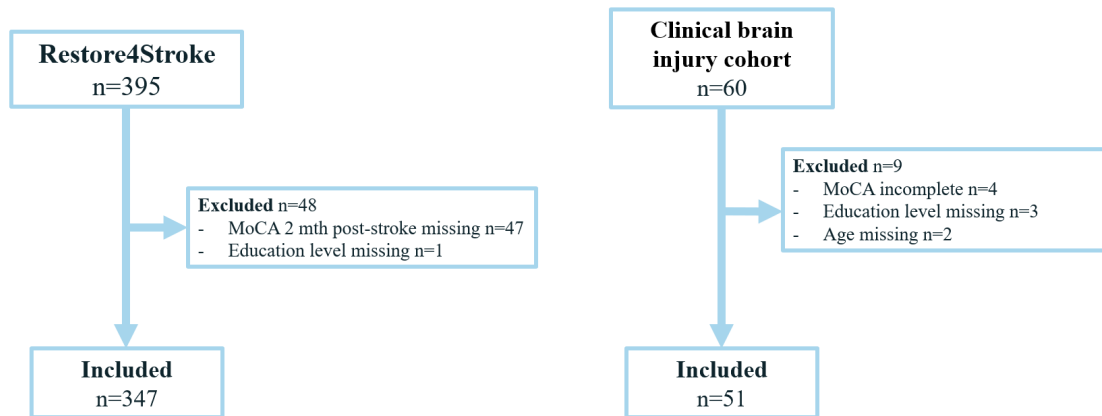 Restore4Stroke
n=395
Excluded n=48
- MoCA 2 mth post-stroke missing n=47
- Education level missing n=1
Included
n=347
Clinical brain
injury cohort
n=60
Excluded n=9
- MoCA incomplete n=4
- Education level missing n=3
- Age missing n=2
Included
n=51